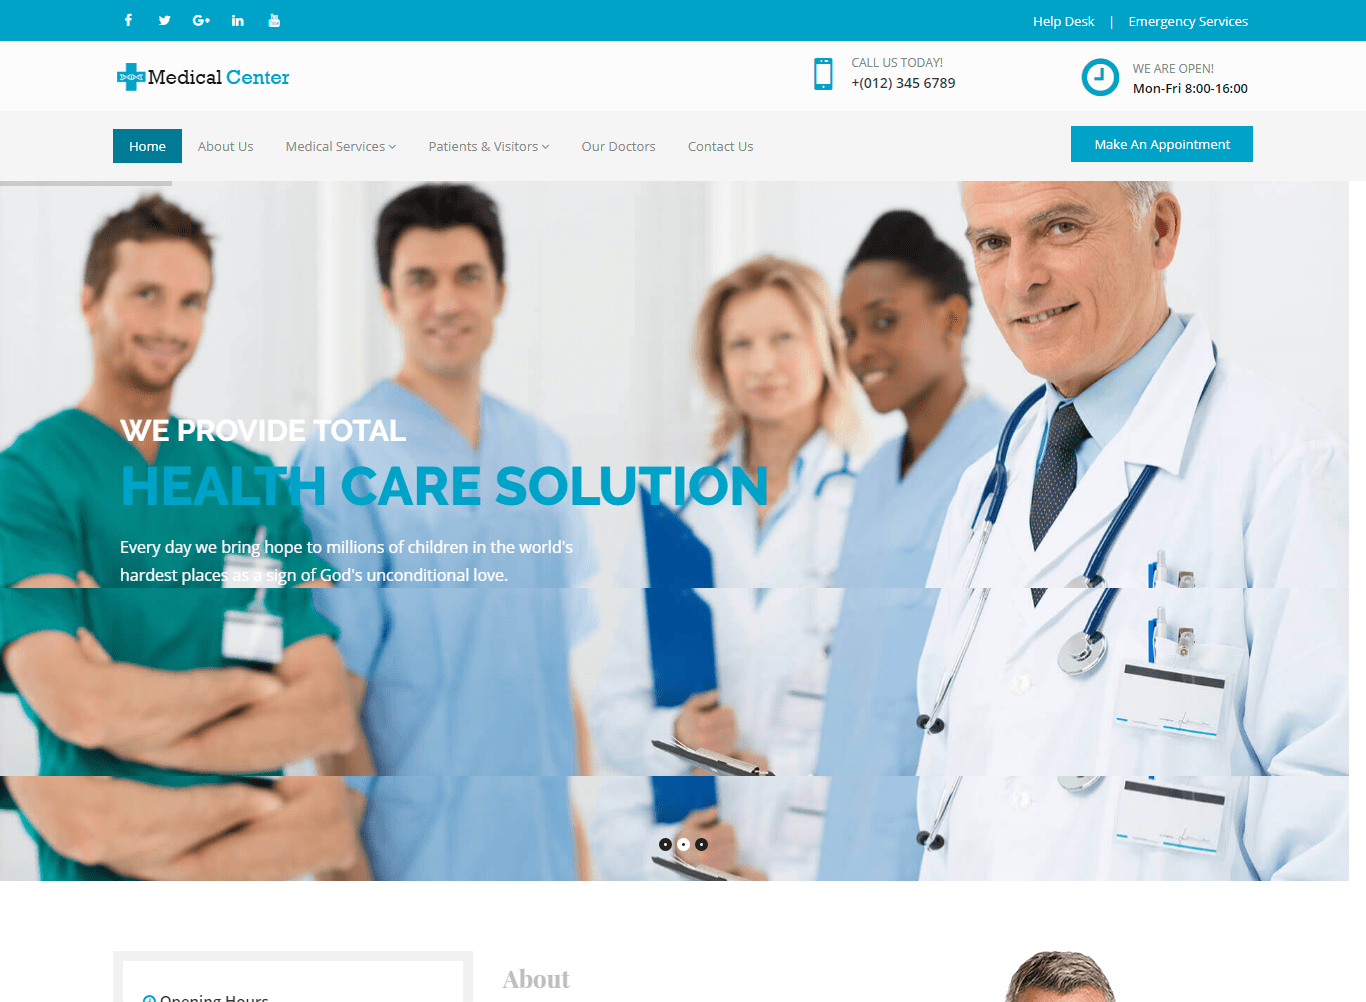 Help Desk | Emergency Services
Medical Center
CALL US TODAY!
+(012) 345 6789
WE ARE OPEN!
Mon-Fri 8:00-16:00
Home
About Us
Medical Services
Patients & Visitors
Our Doctors
Contact Us
Make An Appointment
WE PROVIDE TOTAL
HEALTH CARE SOLUTION
Every day we bring hope to millions of children in the world's
hardest places as a sign of God's unconditional love.
Opening Hours
About